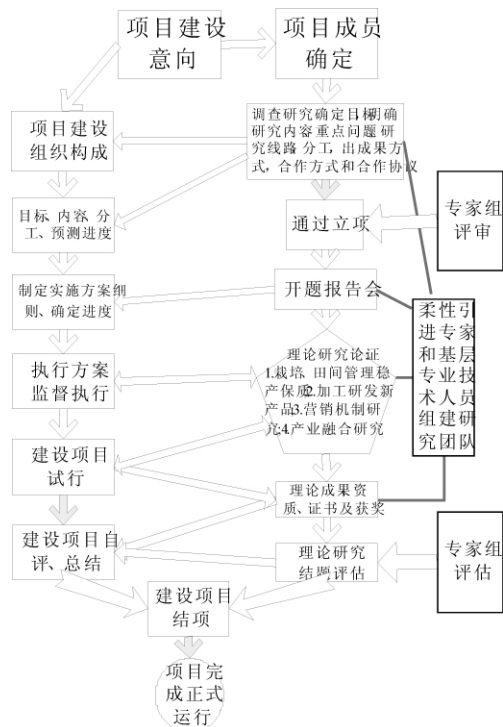 项目建设
意向
项目成员
确定
项目建设
组织构成
调查研究确定目标,明确
研究内容 重点问题 研
究线路 分工, 出成果方
式, 合作方式和合作协议
目标、内容、分
工、预测进度
通过立项
专家组
评审
制定实施方案细
则、确定进度
开题报告会
柔性引
进专家
和基层
专业技
术人员
组建研
究团队
执行方案
监督执行
理论研究论证
1.栽培、田间管理稳
产保质2.加工研发新
产品3.营销机制研
究4.产业融合研究
建设项目
试行
理论成果资
质、证书及获奖
建设项目自
评、总结
理论研究
结题评估
专家组
评估
建设项目
结项
项目完
成正式
运行